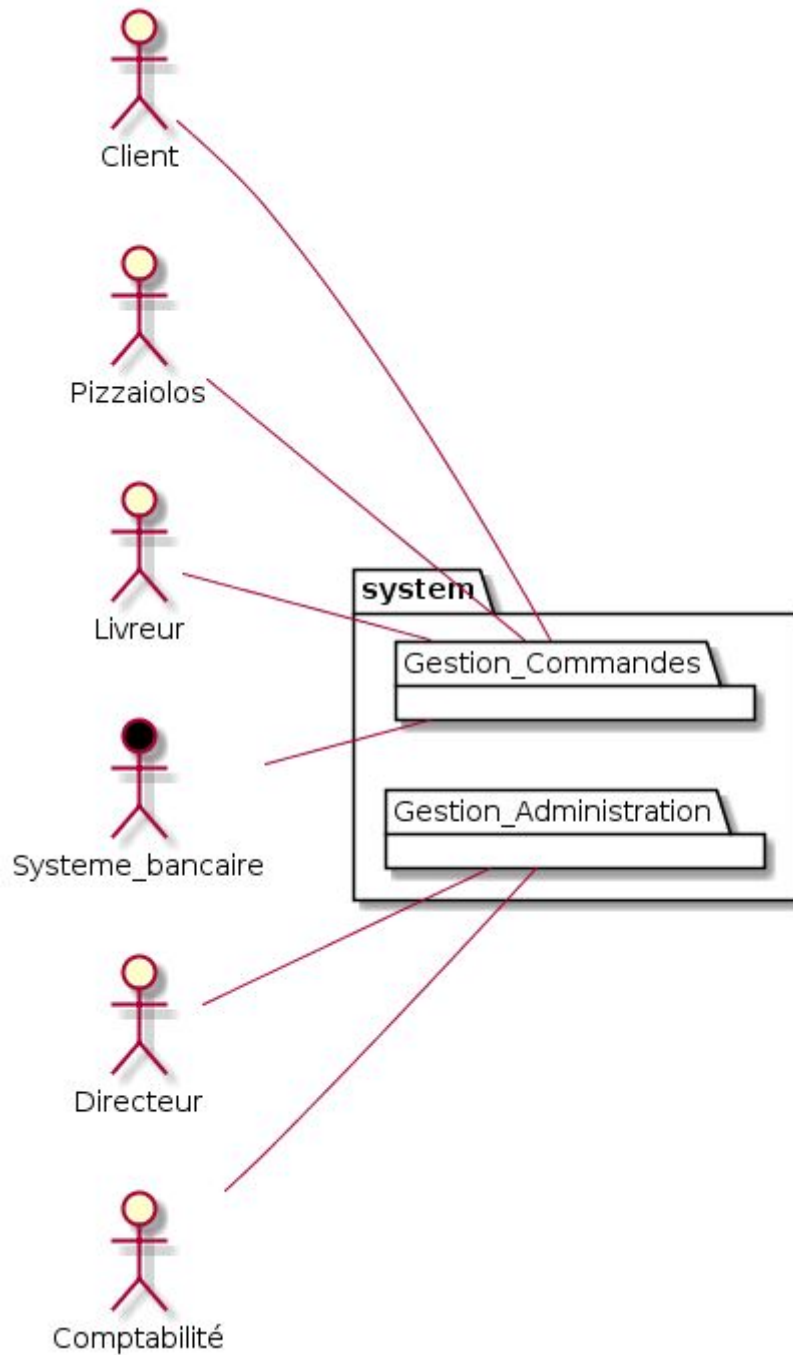 Client
Pizzaiolos
Livreur
system
Gestion_Commandes
Systeme_bancaire
Gestion_Administration
Directeur
Comptabilité